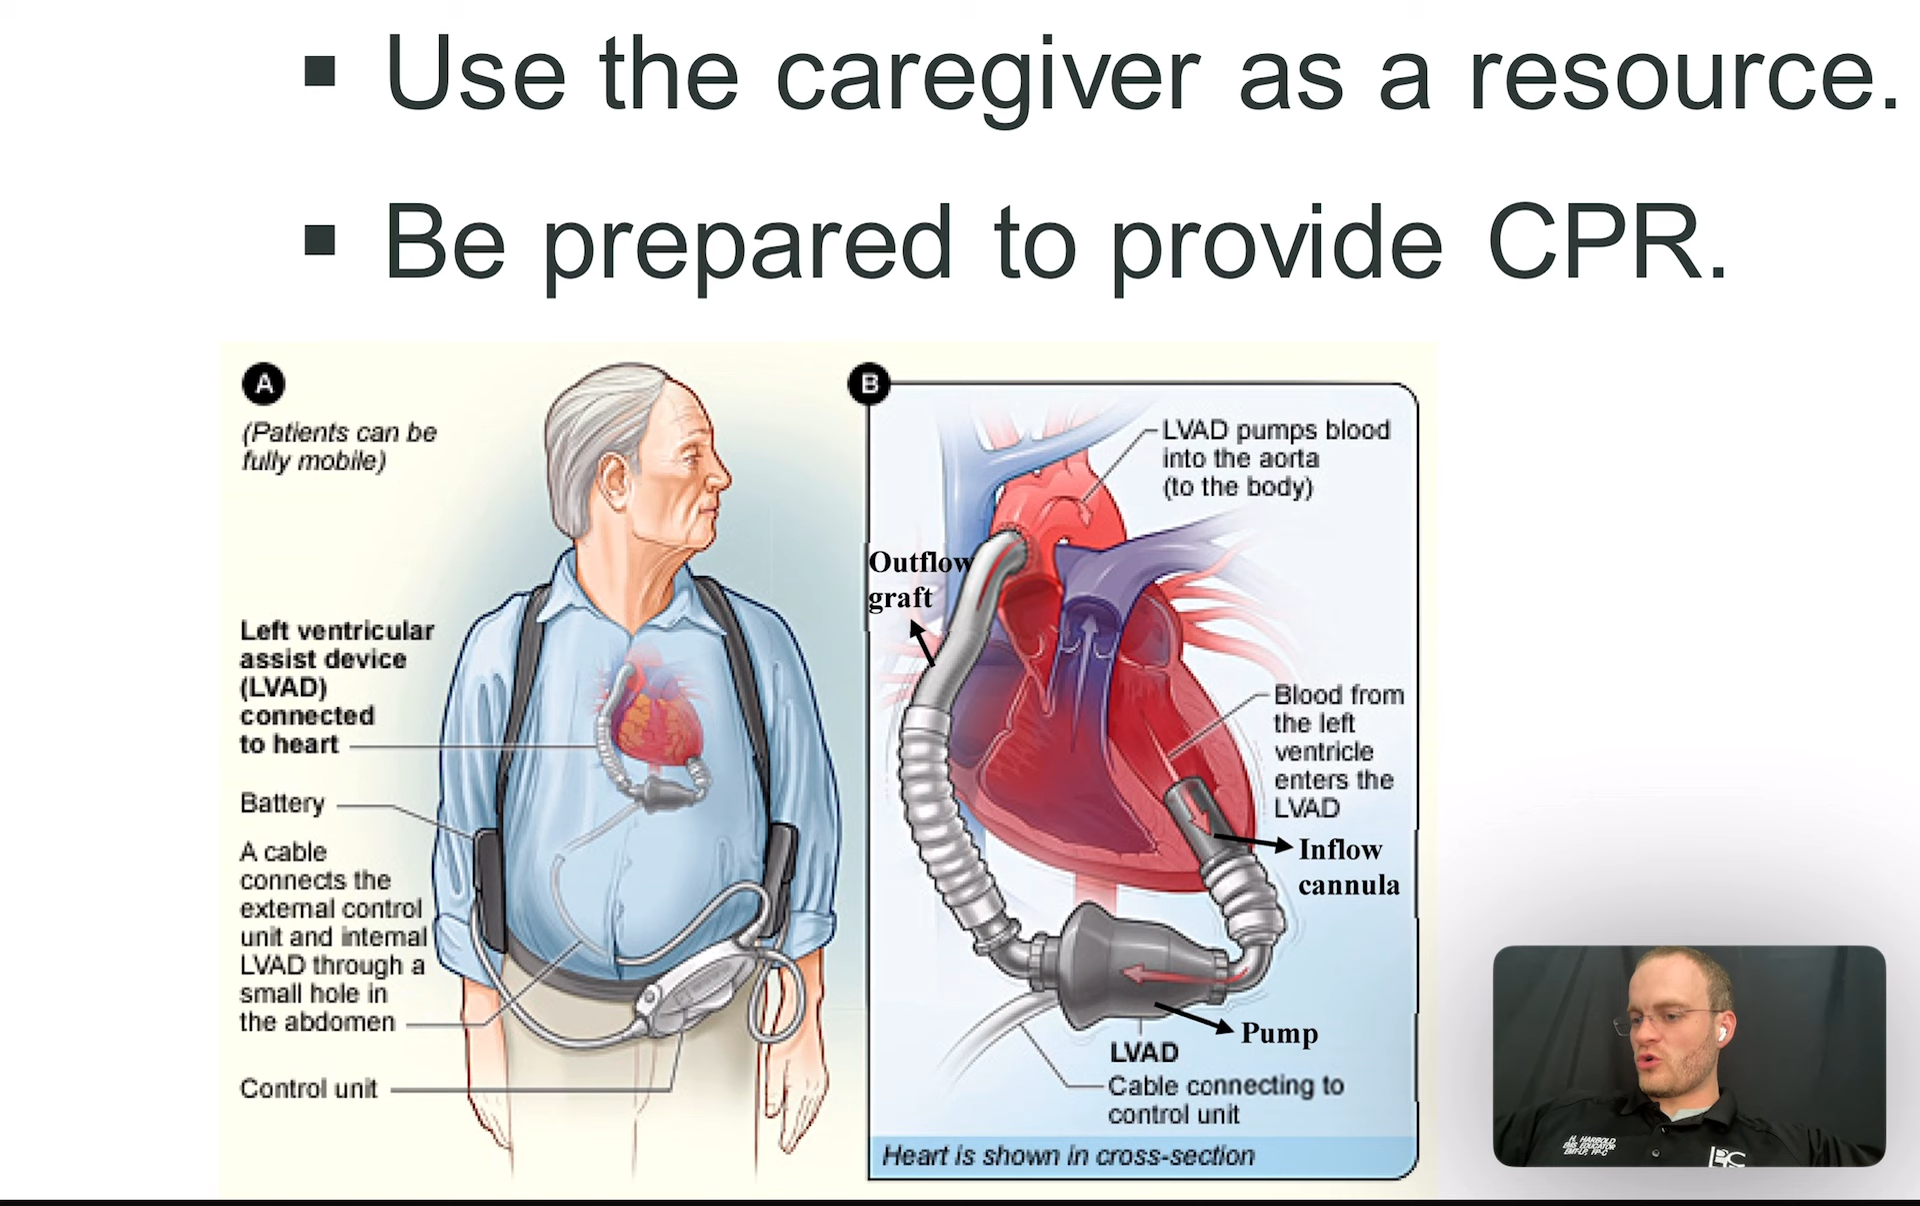 ▪ Use the caregiver as a resource.
▪ Be prepared to provide CPR.
A
(Patients can be
fully mobile)
Left ventricular
assist device
(LVAD)
connected
to heart
Battery
A cable
connects the
external control
unit and internal
LVAD through a
small hole in
the abdomen
Control unit
B
LVAD pumps blood
into the aorta
(to the body)
Outflow
graft
Blood from
the left
ventricle
enters the
LVAD
Inflow
cannula
Pump
LVAD
Cable connecting to
control unit
Heart is shown in cross-section
H. HARBOLD
EMS EDUCATOR